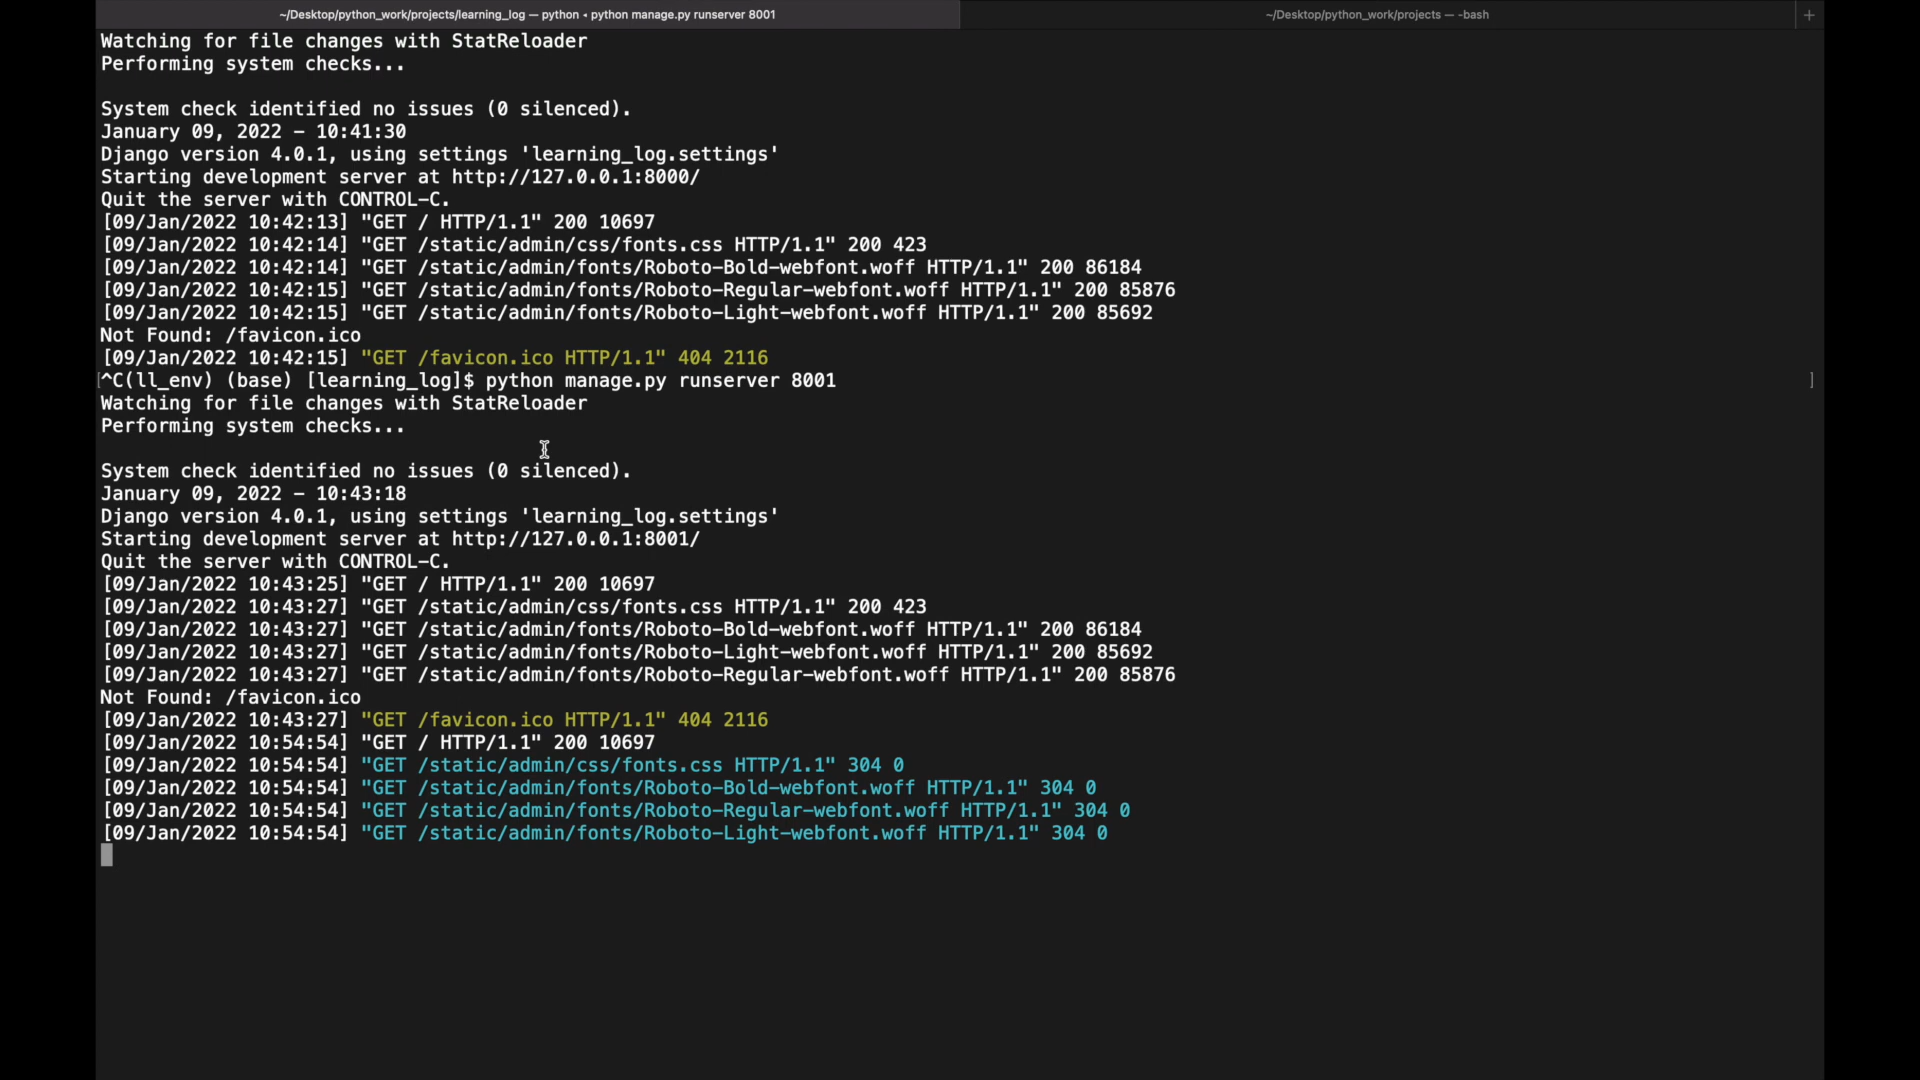 ~/Desktop/python_work/projects/learning_log — python ◂ python manage.py runserver 8001
~/Desktop/python_work/projects — -bash
+
Watching for file changes with StatReloader
Performing system checks...
System check identified no issues (0 silenced).
January 09, 2022 - 10:41:30
Django version 4.0.1, using settings 'learning_log.settings'
Starting development server at http://127.0.0.1:8000/
Quit the server with CONTROL-C.
[09/Jan/2022 10:42:13] "GET / HTTP/1.1" 200 10697
[09/Jan/2022 10:42:14] "GET /static/admin/css/fonts.css HTTP/1.1" 200 423
[09/Jan/2022 10:42:14] "GET /static/admin/fonts/Roboto-Bold-webfont.woff HTTP/1.1" 200 86184
[09/Jan/2022 10:42:15] "GET /static/admin/fonts/Roboto-Regular-webfont.woff HTTP/1.1" 200 85876
[09/Jan/2022 10:42:15] "GET /static/admin/fonts/Roboto-Light-webfont.woff HTTP/1.1" 200 85692
Not Found: /favicon.ico
[09/Jan/2022 10:42:15] "GET /favicon.ico HTTP/1.1" 404 2116
[^C(ll_env) (base) [learning_log]$ python manage.py runserver 8001 ]
Watching for file changes with StatReloader
Performing system checks...
System check identified no issues (0 silenced).
January 09, 2022 - 10:43:18
Django version 4.0.1, using settings 'learning_log.settings'
Starting development server at http://127.0.0.1:8001/
Quit the server with CONTROL-C.
[09/Jan/2022 10:43:25] "GET / HTTP/1.1" 200 10697
[09/Jan/2022 10:43:27] "GET /static/admin/css/fonts.css HTTP/1.1" 200 423
[09/Jan/2022 10:43:27] "GET /static/admin/fonts/Roboto-Bold-webfont.woff HTTP/1.1" 200 86184
[09/Jan/2022 10:43:27] "GET /static/admin/fonts/Roboto-Light-webfont.woff HTTP/1.1" 200 85692
[09/Jan/2022 10:43:27] "GET /static/admin/fonts/Roboto-Regular-webfont.woff HTTP/1.1" 200 85876
Not Found: /favicon.ico
[09/Jan/2022 10:43:27] "GET /favicon.ico HTTP/1.1" 404 2116
[09/Jan/2022 10:54:54] "GET / HTTP/1.1" 200 10697
[09/Jan/2022 10:54:54] "GET /static/admin/css/fonts.css HTTP/1.1" 304 0
[09/Jan/2022 10:54:54] "GET /static/admin/fonts/Roboto-Bold-webfont.woff HTTP/1.1" 304 0
[09/Jan/2022 10:54:54] "GET /static/admin/fonts/Roboto-Regular-webfont.woff HTTP/1.1" 304 0
[09/Jan/2022 10:54:54] "GET /static/admin/fonts/Roboto-Light-webfont.woff HTTP/1.1" 304 0